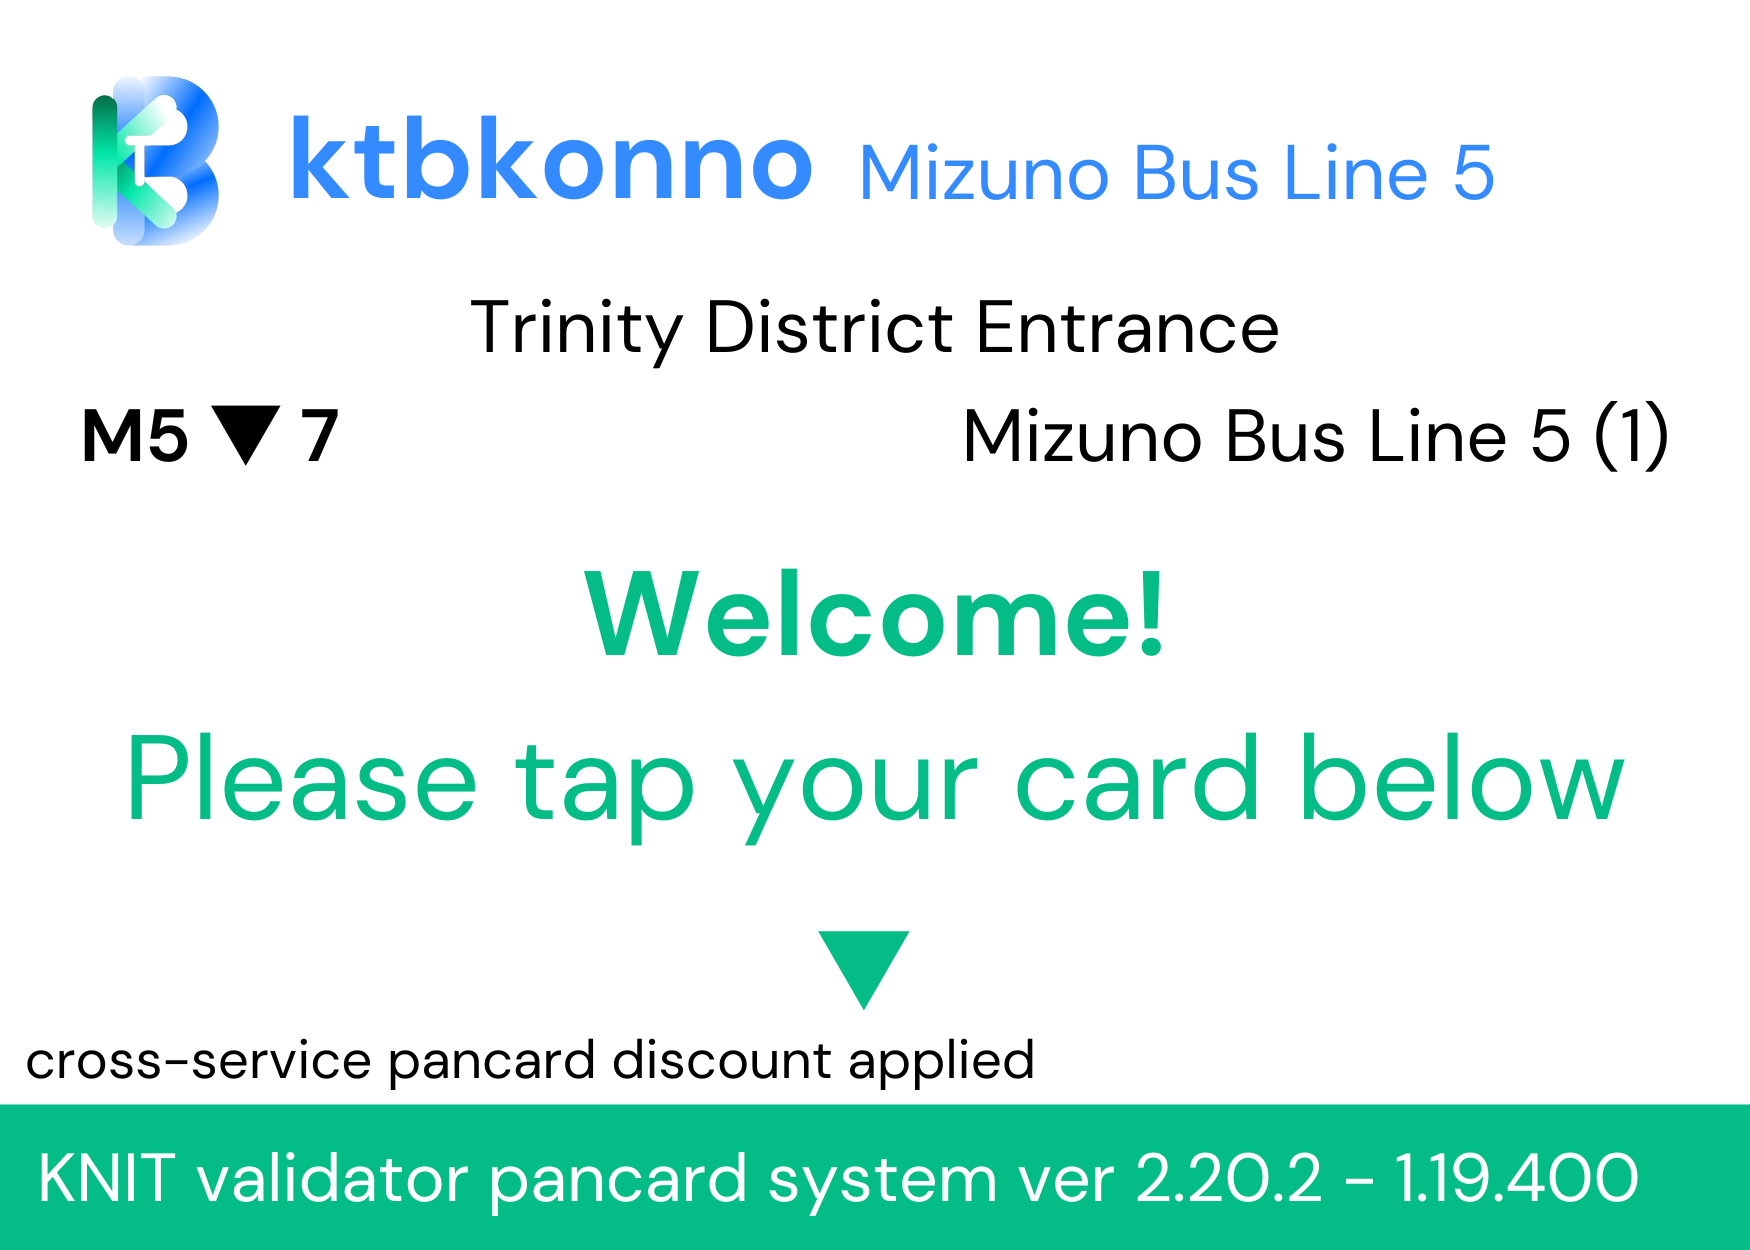 ktbkonno Mizuno Bus Line 5
Trinity District Entrance
M5 ▼ 7 Mizuno Bus Line 5 (1)
Welcome!
Please tap your card below
▼
cross-service pancard discount applied
KNIT validator pancard system ver 2.20.2 - 1.19.400